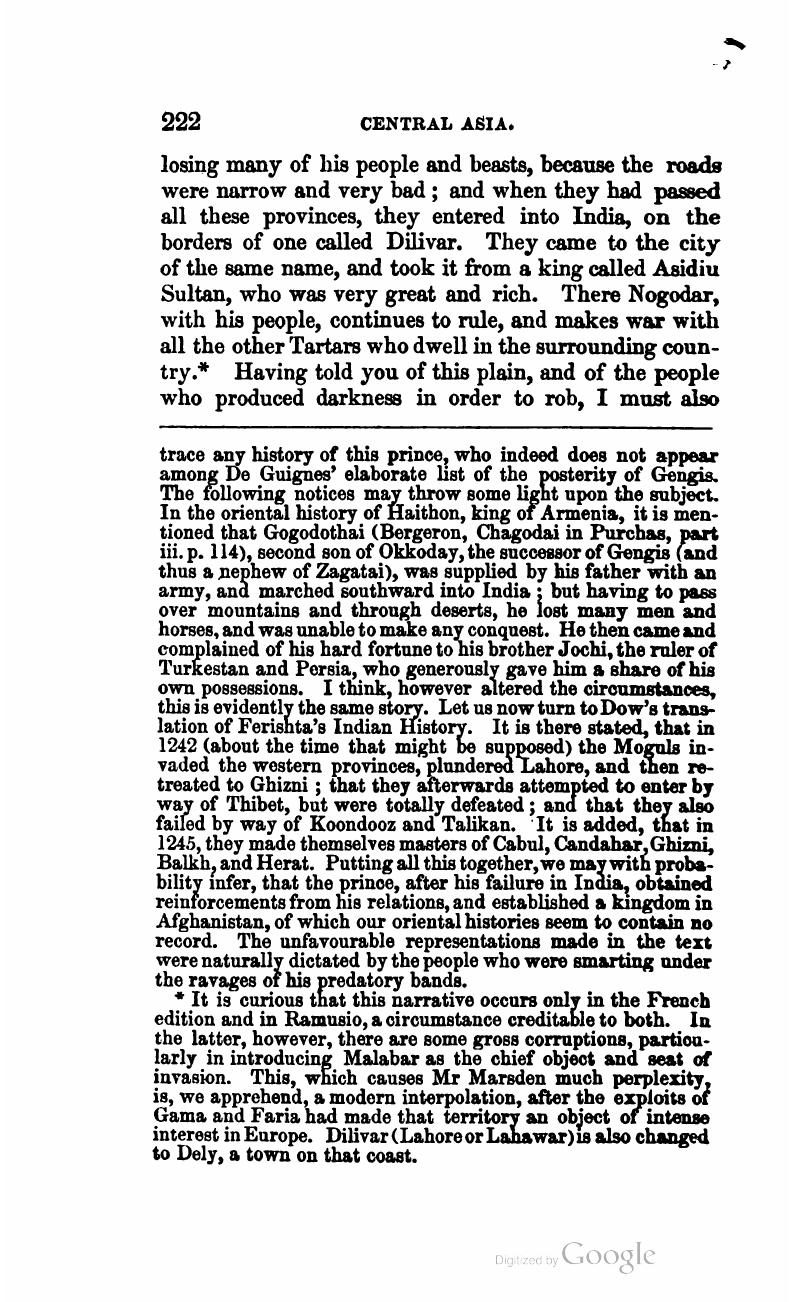 222 CENTRAL ASIA.
losing many of his people and beasts, because the roads
were narrow and very bad ; and when they had passed
all these provinces, they entered into India, on the
borders of one called Dilivar. They came to the city
of the same name, and took it from a king called Asidiu
Sultan, who was very great and rich. There Nogodar,
with his people, continues to rule, and makes war with
all the other Tartars who dwell in the surrounding coun-
try.* Having told you of this plain, and of the people
who produced darkness in order to rob, I must also
trace any history of this prince, who indeed does not appear
among De Guignes' elaborate list of the posterity of Gengis.
The following notices may throw some light upon the subject.
In the oriental history of Haithon, king of Armenia, it is men-
tioned that Gogodothai (Bergeron, Chagodai in Purchas, part
iii. p. 114), second son of Okkoday, the successor of Gengis (and
thus a nephew of Zagatai), was supplied by his father with an
army, and marched southward into India ; but having to pass
over mountains and through deserts, he lost many men and
horses, and was unable to make any conquest. He then came and
complained of his hard fortune to his brother Jochi, the ruler of
Turkestan and Persia, who generously gave him a share of his
own possessions. I think, however altered the circumstances,
this is evidently the same story. Let us now turn to Dow's trans-
lation of Ferishta's Indian History. It is there stated, that in
1242 (about the time that might be supposed) the Moguls in-
vaded the western provinces, plundered Lahore, and then re-
treated to Ghizni ; that they afterwards attempted to enter by
way of Thibet, but were totally defeated ; and that they also
failed by way of Koondooz and Talikan. It is added, that in
1245, they made themselves masters of Cabul, Candahar, Ghizni,
Balkh, and Herat. Putting all this together, we may with proba-
bility infer, that the prince, after his failure in India, obtained
reinforcements from his relations, and established a kingdom in
Afghanistan, of which our oriental histories seem to contain no
record. The unfavourable representations made in the text
were naturally dictated by the people who were smarting under
the ravages of his predatory bands.
* It is curious that this narrative occurs only in the French
edition and in Ramusio, a circumstance creditable to both. In
the latter, however, there are some gross corruptions, particu-
larly in introducing Malabar as the chief object and seat of
invasion. This, which causes Mr Marsden much perplexity,
is, we apprehend, a modern interpolation, after the exploits of
Gama and Faria had made that territory an object of intense
interest in Europe. Dilivar (Lahore or Lahawar) is also changed
to Dely, a town on that coast.
Digitized by Google